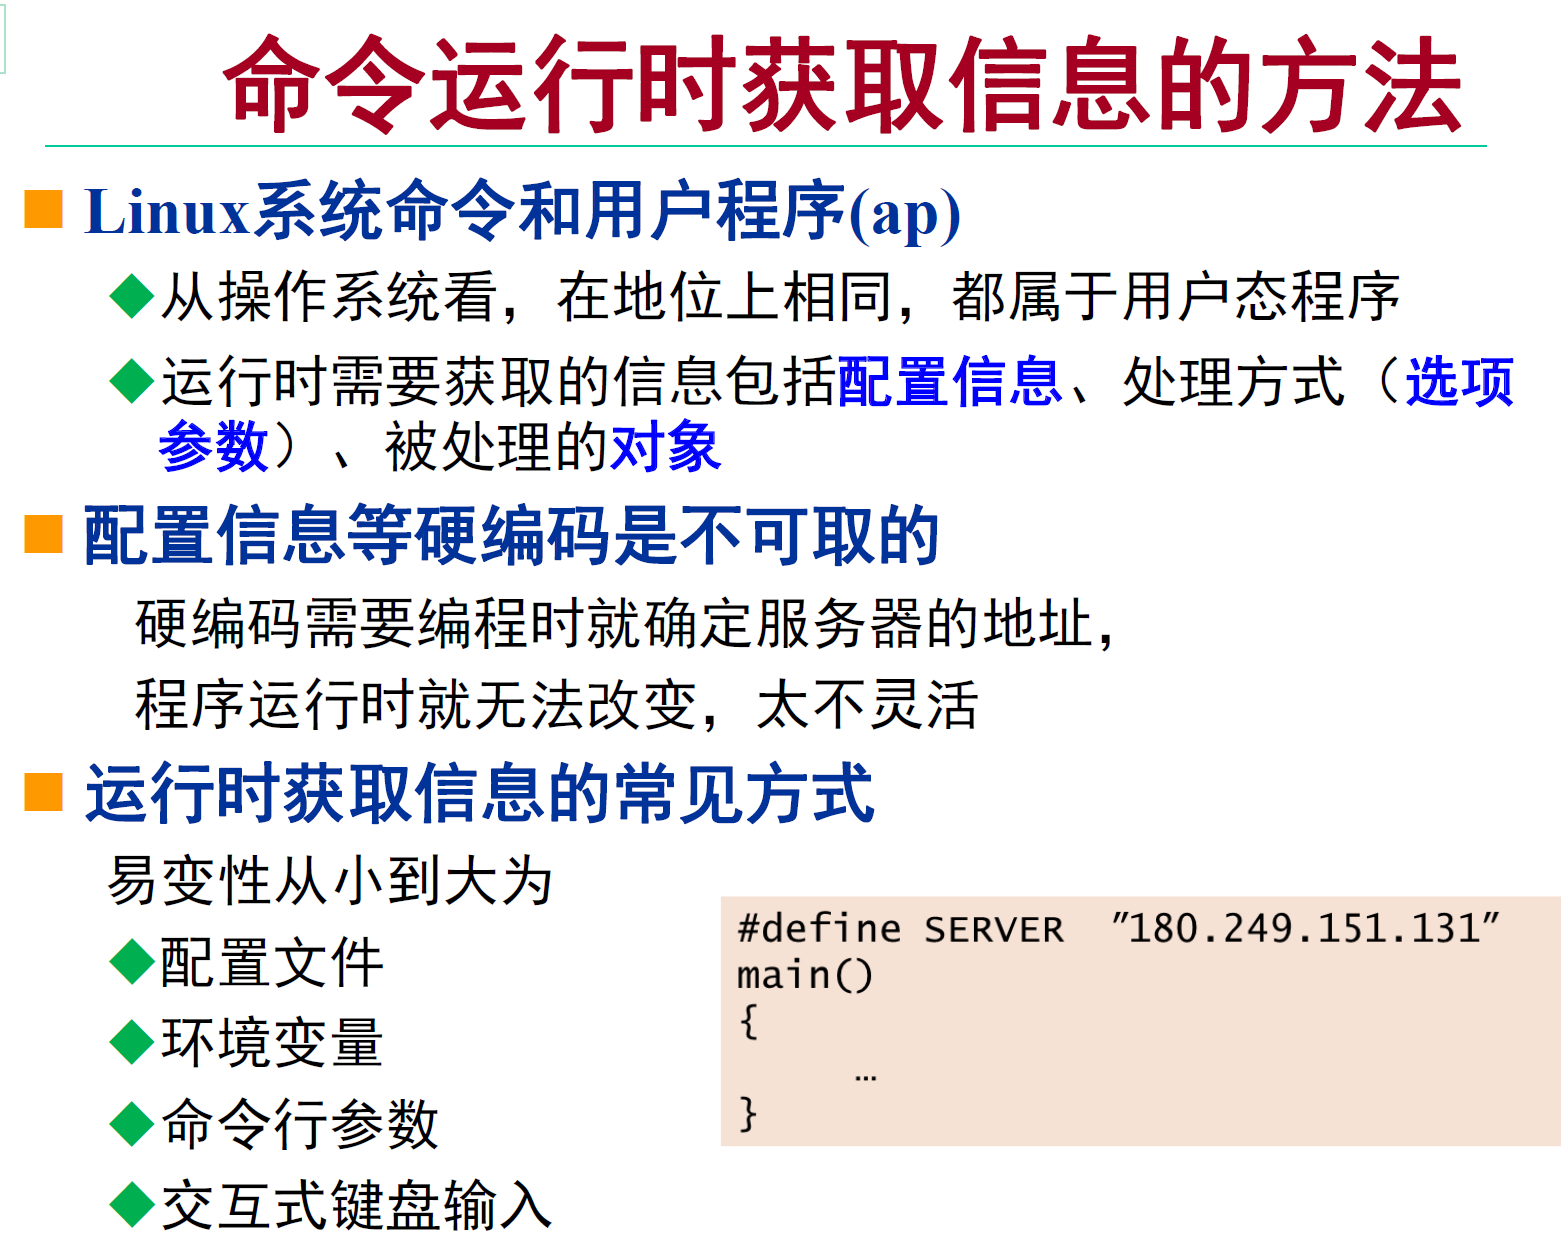 命令运行时获取信息的方法
Linux系统命令和用户程序(ap)
从操作系统看，在地位上相同，都属于用户态程序
运行时需要获取的信息包括配置信息、处理方式（选项
参数）、被处理的对象
配置信息等硬编码是不可取的
硬编码需要编程时就确定服务器的地址，
程序运行时就无法改变，太不灵活
运行时获取信息的常见方式
易变性从小到大为
配置文件
环境变量
命令行参数
交互式键盘输入
#define SERVER  ″180.249.151.131″
main()
{
…
}